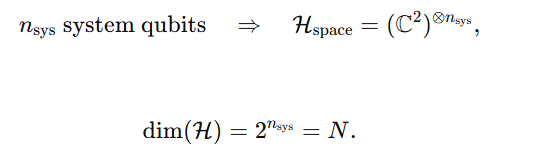 n_sys system qubits ⇒ ℋ_space = (ℂ²)^{⊗n_sys},
dim(ℋ) = 2^{n_sys} = N.